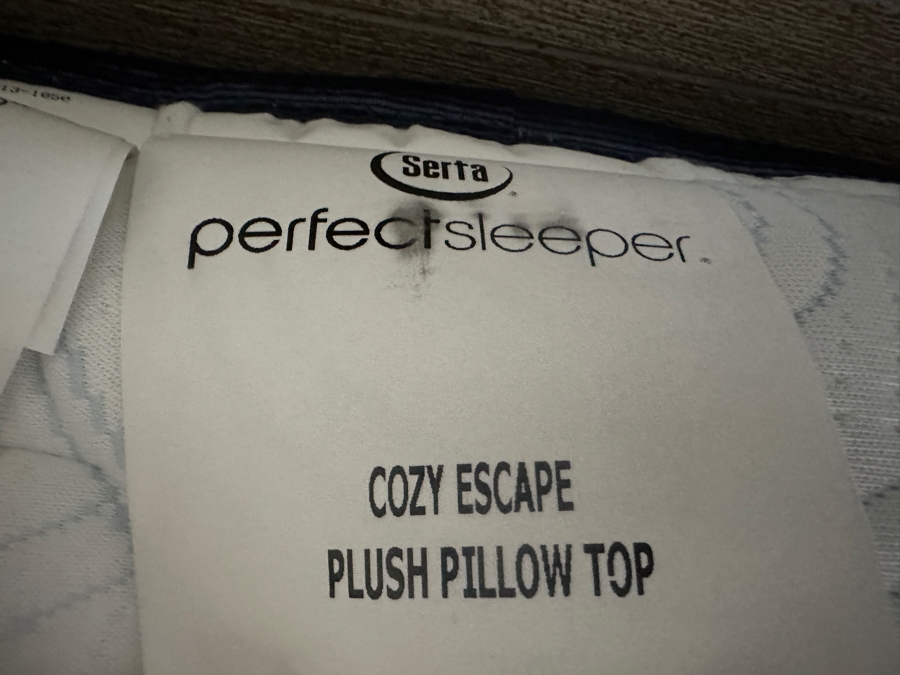 Serta
perfectsleeper
COZY ESCAPE
PLUSH PILLOW TOP